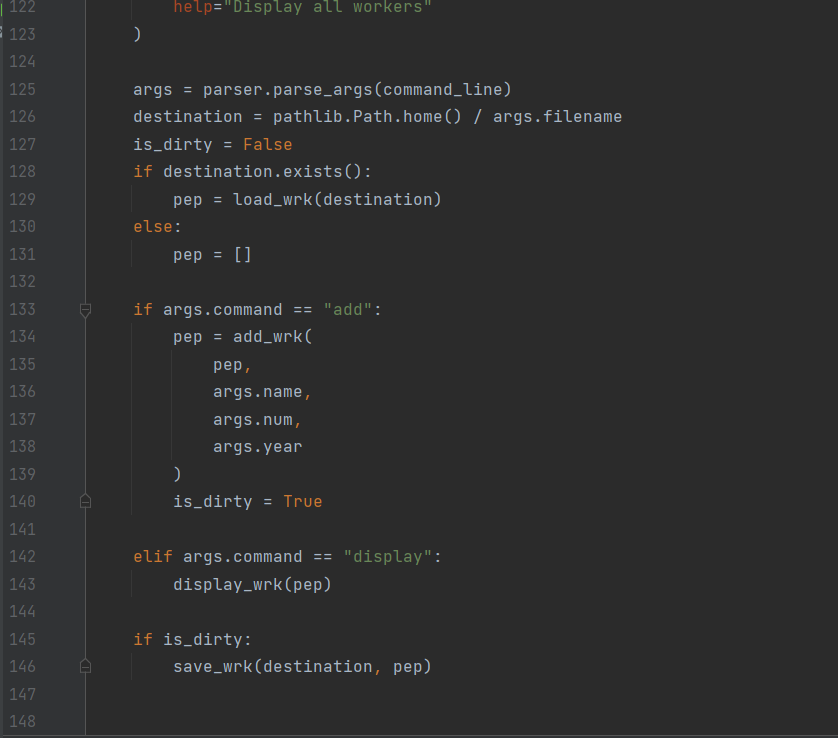 122 help="Display all workers"
123 )
124
125 args = parser.parse_args(command_line)
126 destination = pathlib.Path.home() / args.filename
127 is_dirty = False
128 if destination.exists():
129 pep = load_wrk(destination)
130 else:
131 pep = []
132
133 if args.command == "add":
134 pep = add_wrk(
135 pep,
136 args.name,
137 args.num,
138 args.year
139 )
140 is_dirty = True
141
142 elif args.command == "display":
143 display_wrk(pep)
144
145 if is_dirty:
146 save_wrk(destination, pep)
147
148